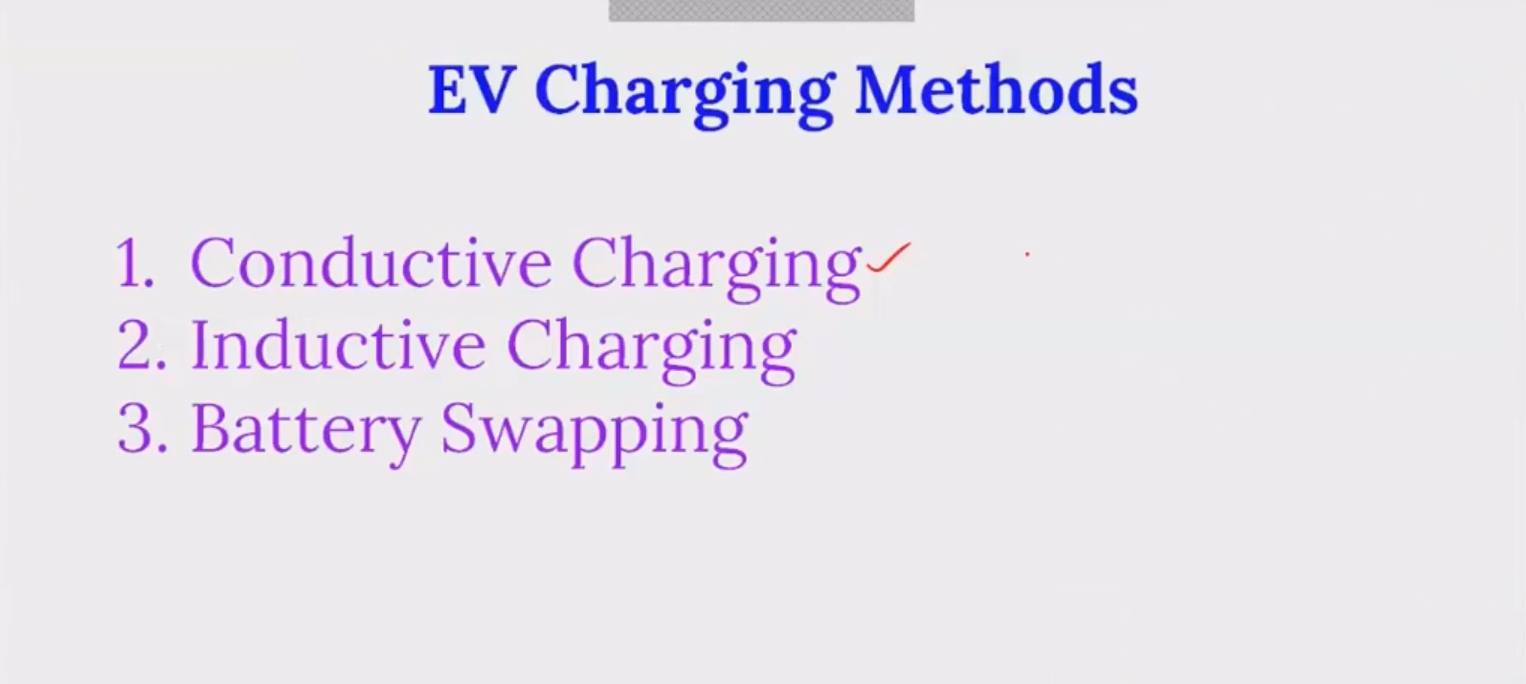 EV Charging Methods
1. Conductive Charging
2. Inductive Charging
3. Battery Swapping